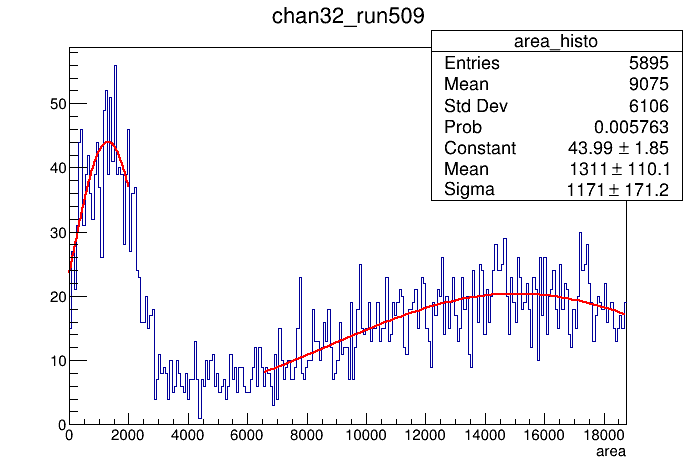 chan32_run509
area_histo
Entries 5895
Mean 9075
Std Dev 6106
Prob 0.005763
Constant 43.99 ± 1.85
Mean 1311 ± 110.1
Sigma 1171 ± 171.2
50
40
30
20
10
0
0 2000 4000 6000 8000 10000 12000 14000 16000 18000
area